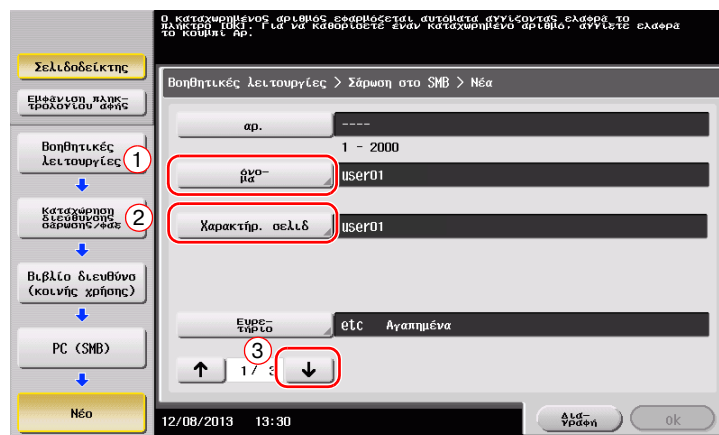 Ο καταχωρημένος αριθμός εφαρμόζεται αυτόματα αγγίζοντας ελαφρά το
πλήκτρο [OK]. Για να καθορίσετε έναν καταχωρημένο αριθμό, αγγίξτε ελαφρά
το κουμπί Αρ.
Σελιδοδείκτης
Εμφάνιση πληκ-
τρολογίου αφής
Βοηθητικές λειτουργίες > Σάρωση στο SMB > Νέα
αρ.
----
1 - 2000
Βοηθητικές
λειτουργίες
1
όνο-
μα
user01
Καταχώρηση
διεύθυνσης
σάρωσης/φαξ
2
Χαρακτήρ. σελιδ
user01
Βιβλίο διευθύνσ
(κοινής χρήσης)
Ευρε-
τήριο
etc Αγαπημένα
PC (SMB)
3
↑ 1/ 3 ↓
Νέο
12/08/2013 13:30
Δια-
γραφή
ok